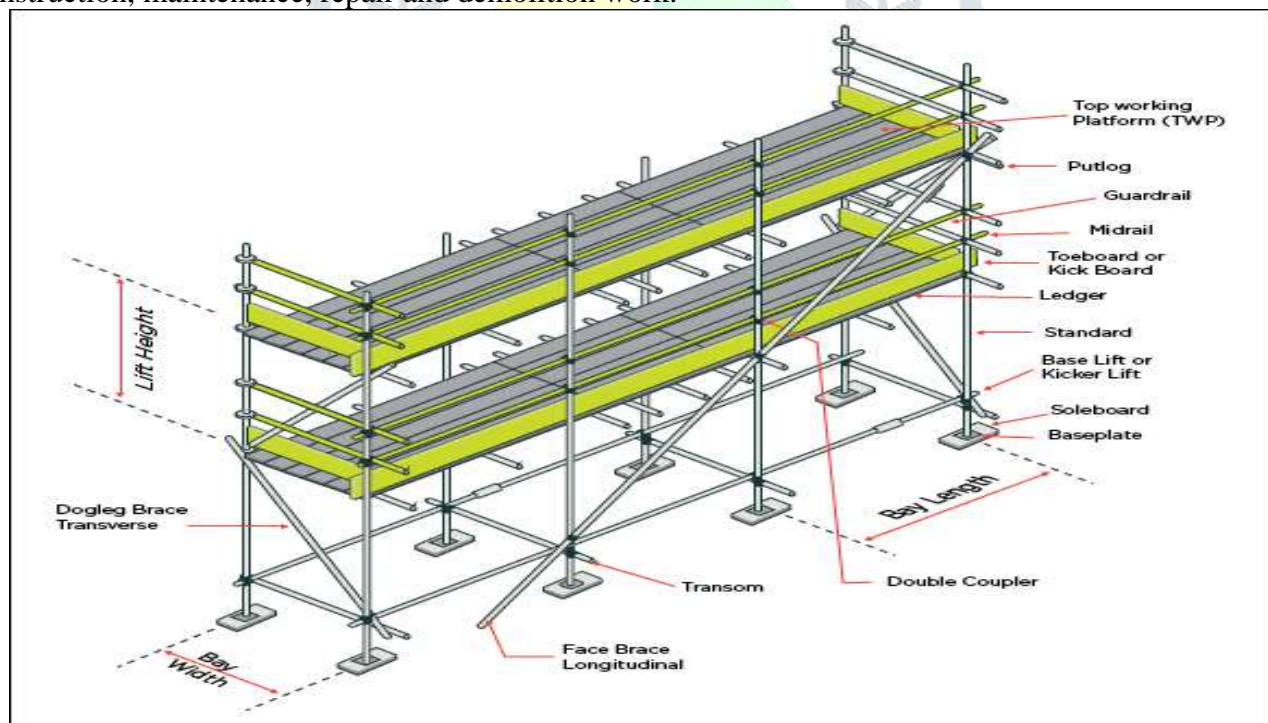 construction, maintenance, repair and demolition work.
Top working
Platform (TWP)
Putlog
Guardrail
Midrail
Toeboard or
Kick Board
Ledger
Standard
Base Lift or
Kicker Lift
Soleboard
Baseplate
Lift Height
Bay Length
Dogleg Brace
Transverse
Double Coupler
Transom
Face Brace
Longitudinal
Bay
Width